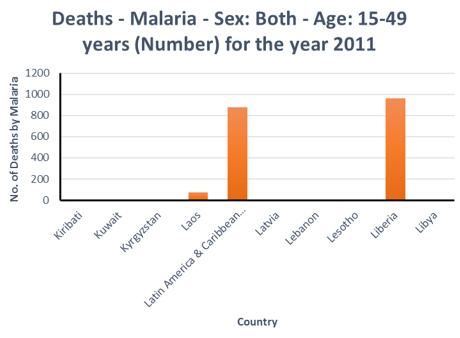 Deaths - Malaria - Sex: Both - Age: 15-49
years (Number) for the year 2011
No. of Deaths by Malaria
1200
1000
800
600
400
200
0
Kiribati
Kuwait
Kyrgyzstan
Laos
Latin America & Caribbean...
Latvia
Lebanon
Lesotho
Liberia
Libya
Country